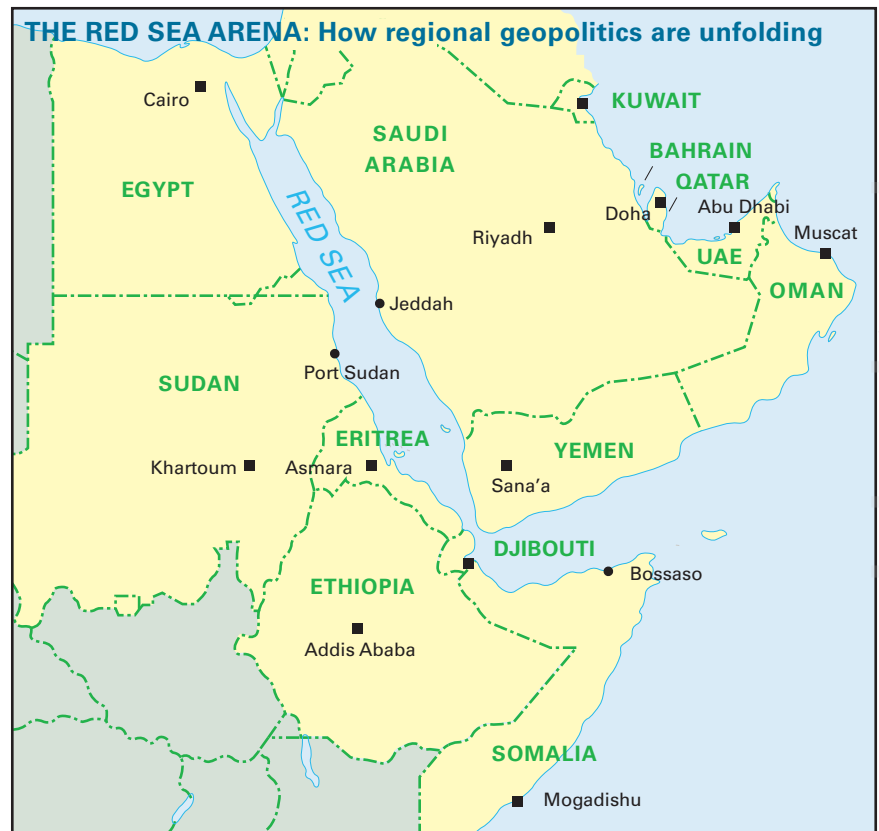 THE RED SEA ARENA: How regional geopolitics are unfolding
Cairo
KUWAIT
SAUDI
ARABIA
BAHRAIN
EGYPT
QATAR
RED SEA
Doha
Abu Dhabi
Riyadh
Muscat
UAE
OMAN
Jeddah
Port Sudan
SUDAN
ERITREA
YEMEN
Khartoum
Asmara
Sana’a
DJIBOUTI
Bossaso
ETHIOPIA
Addis Ababa
SOMALIA
Mogadishu